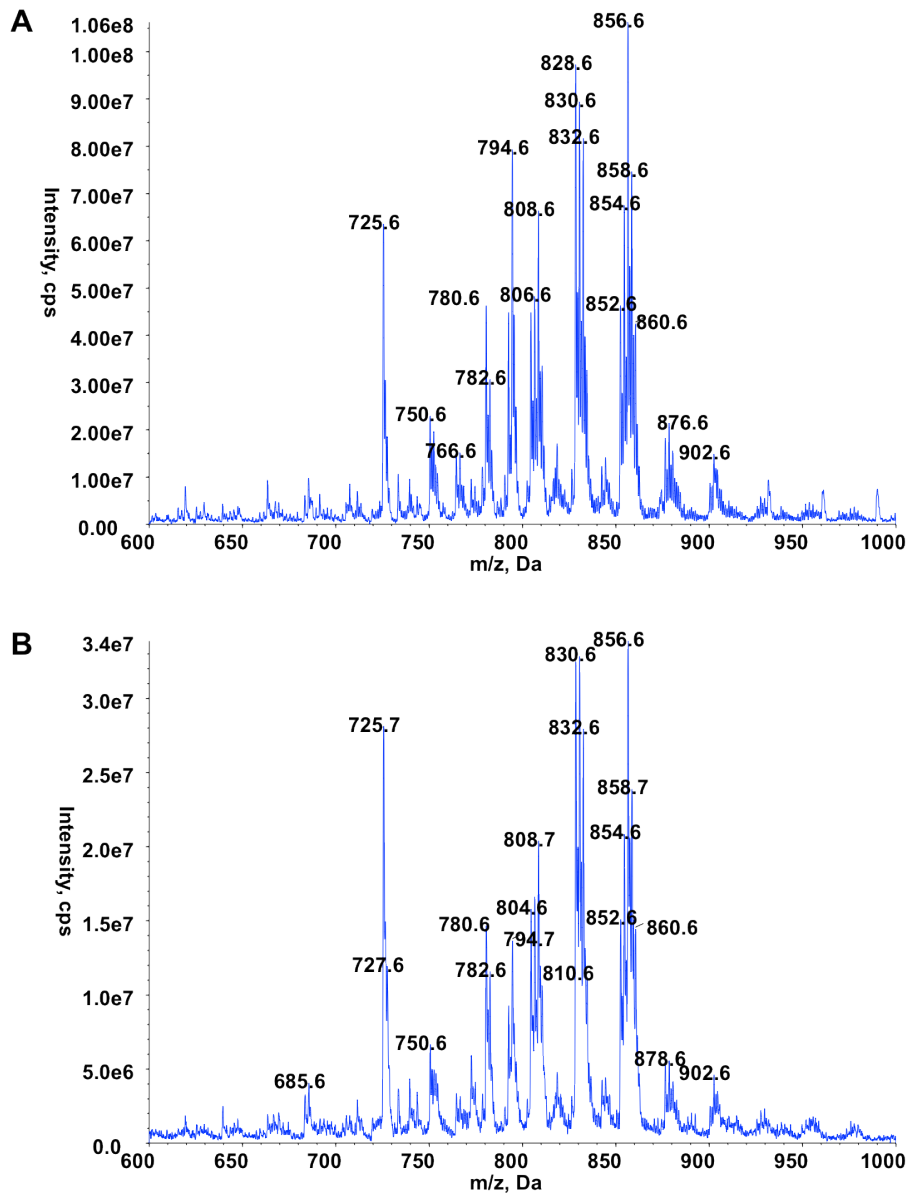 A
Intensity, cps
1.06e8
1.00e8
9.00e7
8.00e7
7.00e7
6.00e7
5.00e7
4.00e7
3.00e7
2.00e7
1.00e7
0.00
856.6
828.6
830.6
832.6
794.6
858.6
854.6
725.6
808.6
780.6
806.6
852.6
860.6
782.6
750.6
766.6
876.6
902.6
600
650
700
750
800
850
900
950
1000
m/z, Da
B
Intensity, cps
3.4e7
3.0e7
2.5e7
2.0e7
1.5e7
1.0e7
5.0e6
0.0
856.6
830.6
725.7
832.6
858.7
808.7
854.6
804.6
852.6
780.6
860.6
794.7
727.6
782.6
810.6
750.6
878.6
685.6
902.6
600
650
700
750
800
850
900
950
1000
m/z, Da